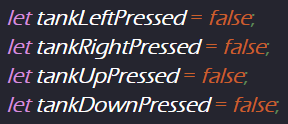 let tankLeftPressed = false;
let tankRightPressed = false;
let tankUpPressed = false;
let tankDownPressed = false;